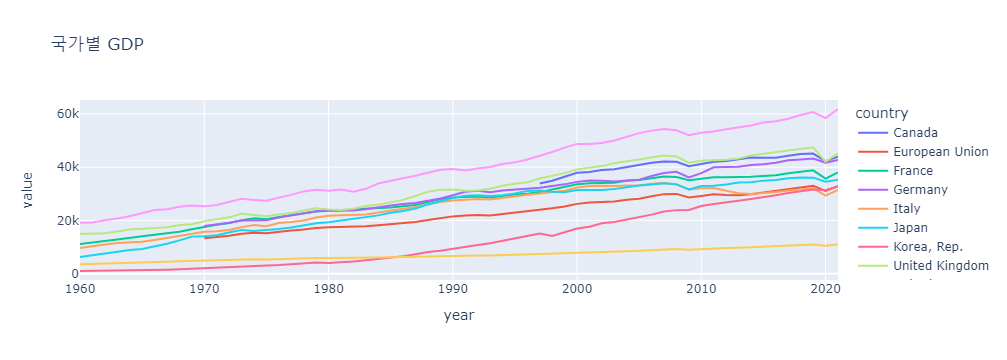 국가별 GDP
country
60k
40k
20k
0
value
1960
1970
1980
1990
2000
2010
2020
year
Canada
European Union
France
Germany
Italy
Japan
Korea, Rep.
United Kingdom